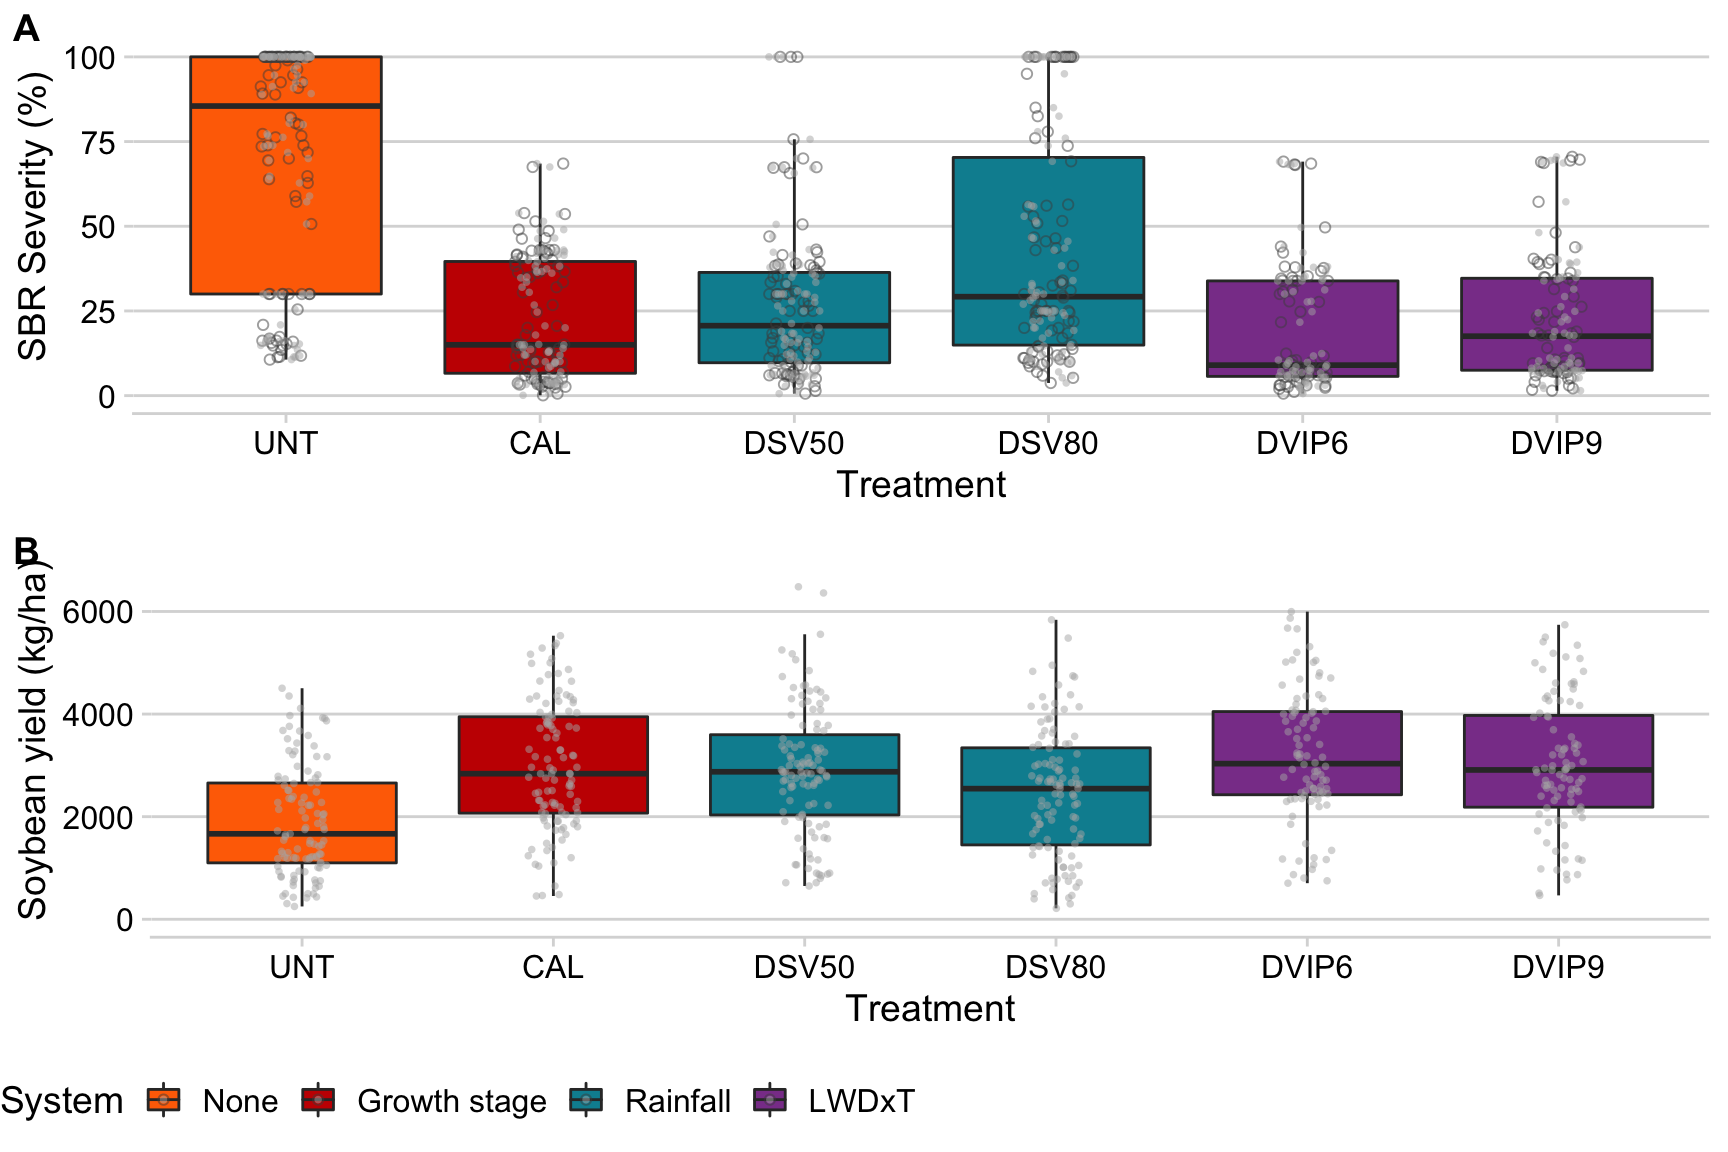 A
SBR Severity (%)
100
75
50
25
0
UNT CAL DSV50 DSV80 DVIP6 DVIP9
Treatment
B
Soybean yield (kg/ha)
6000
4000
2000
0
UNT CAL DSV50 DSV80 DVIP6 DVIP9
Treatment
System None Growth stage Rainfall LWDxT